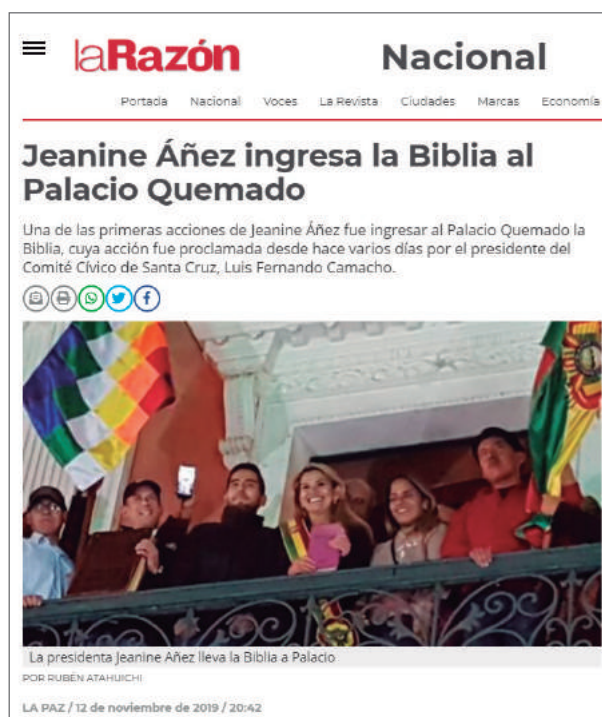 laRazón
Nacional
Portada Nacional Voces La Revista Ciudades Marcas Economía
Jeanine Áñez ingresa la Biblia al
Palacio Quemado
Una de las primeras acciones de Jeanine Áñez fue ingresar al Palacio Quemado la
Biblia, cuya acción fue proclamada desde hace varios días por el presidente del
Comité Cívico de Santa Cruz, Luis Fernando Camacho.
La presidenta Jeanine Añez lleva la Biblia a Palacio
POR RUBÉN ATAHUICHI
LA PAZ / 12 de noviembre de 2019 / 20:42